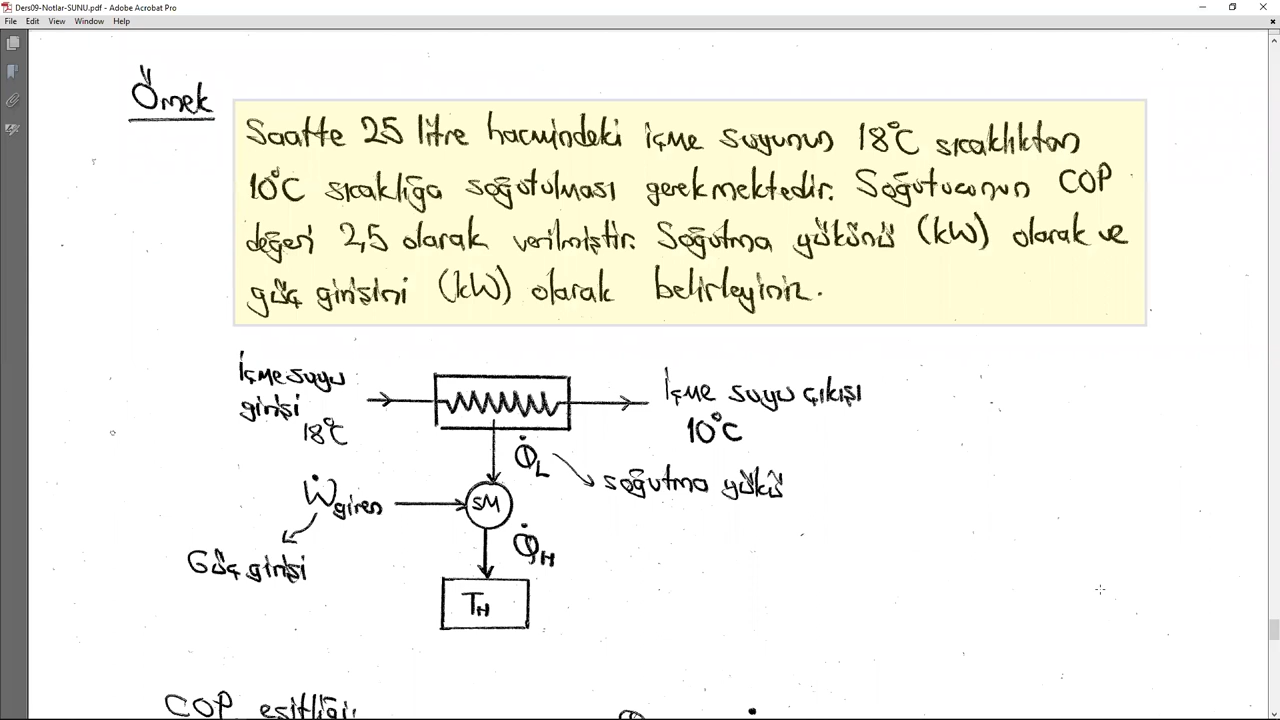 Ders09-Notlar-SUNU.pdf - Adobe Acrobat Pro
File Edit View Window Help
Örnek
Saatte 25 litre hacmindeki içme suyunun 18°C sıcaklıktan
10°C sıcaklığa soğutulması gerekmektedir. Soğutucunun COP
değeri 2,5 olarak verilmiştir. Soğutma yükünü (kW) olarak ve
güç girişini (kW) olarak belirleyiniz.
İçme suyu
girişi
18°C
İçme suyu çıkışı
10°C
Q̇L
soğutma yükü
Ẇgiren
SM
Güç girişi
Q̇H
TH
COP eşitliği